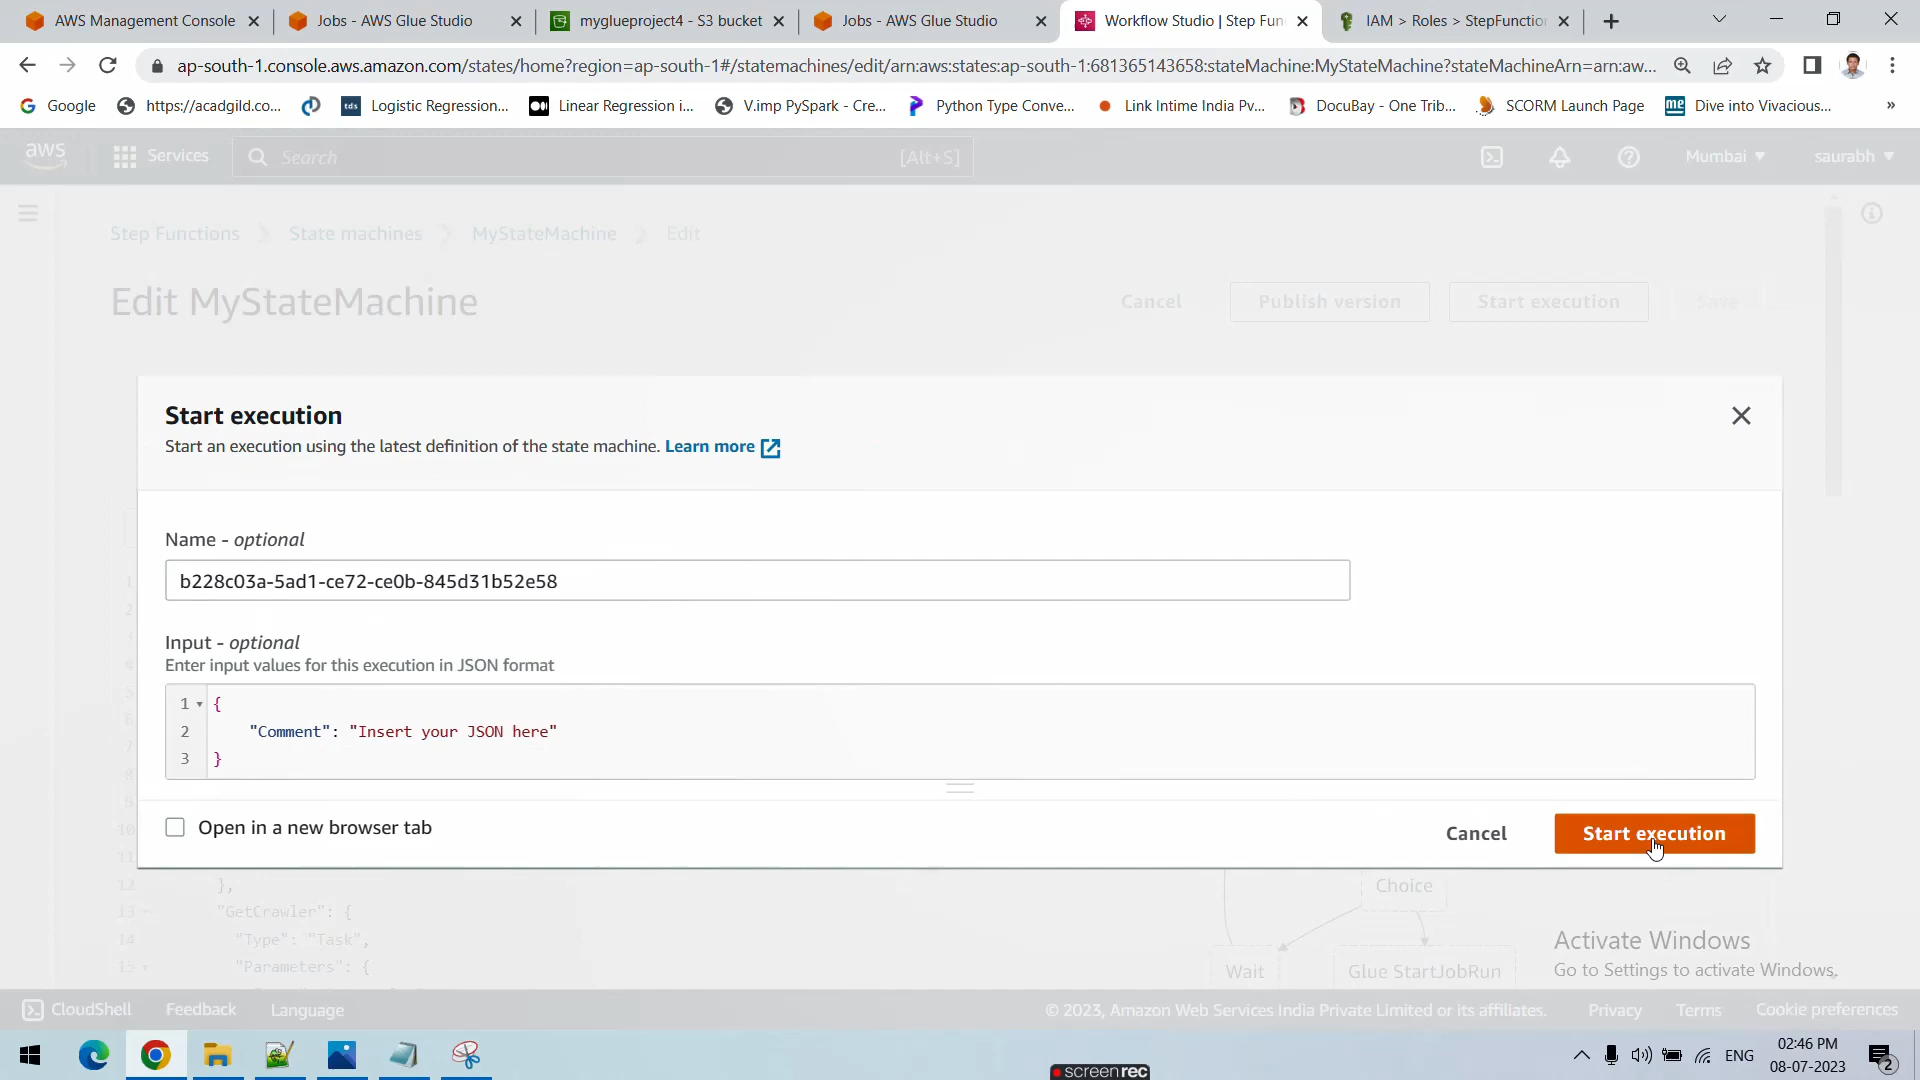 AWS Management Console
Jobs - AWS Glue Studio
myglueproject4 - S3 bucket
Jobs - AWS Glue Studio
Workflow Studio | Step Fun
IAM > Roles > StepFunctio
ap-south-1.console.aws.amazon.com/states/home?region=ap-south-1#/statemachines/edit/arn:aws:states:ap-south-1:681365143658:stateMachine:MyStateMachine?stateMachineArn=arn:aw...
Google
https://acadgild.co...
tds Logistic Regression...
Linear Regression i...
V.imp PySpark - Cre...
Python Type Conve...
Link Intime India Pv...
DocuBay - One Trib...
SCORM Launch Page
me Dive into Vivacious...
»
aws
Services
Search
[Alt+S]
Mumbai
saurabh
Step Functions
State machines
MyStateMachine
Edit
Edit MyStateMachine
Cancel
Publish version
Start execution
Save
Start execution
Start an execution using the latest definition of the state machine. Learn more
Name - optional
b228c03a-5ad1-ce72-ce0b-845d31b52e58
Input - optional
Enter input values for this execution in JSON format
1 {
2 "Comment": "Insert your JSON here"
3 }
Open in a new browser tab
Cancel
Start execution
12 },
13 "GetCrawler": {
14 "Type": "Task",
15 "Parameters": {
Choice
Wait
Glue StartJobRun
Activate Windows
Go to Settings to activate Windows.
CloudShell
Feedback
Language
© 2023, Amazon Web Services India Private Limited or its affiliates.
Privacy
Terms
Cookie preferences
screenrec
ENG
02:46 PM
08-07-2023
2